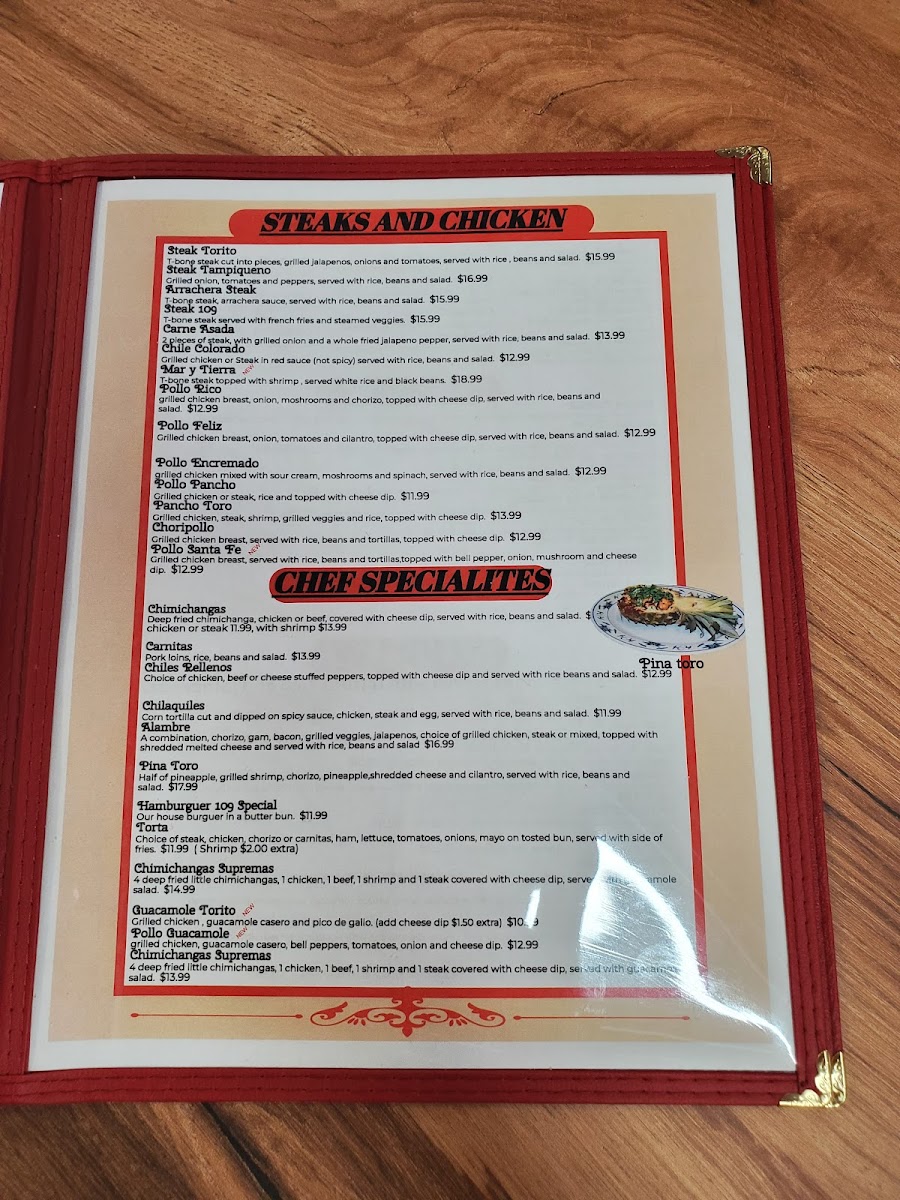 STEAKS AND CHICKEN
Steak Torito
T-bone steak cut into pieces, grilled jalapenos, onions and tomatoes, served with rice , beans and salad. $15.99
Steak Tampiqueno
Grilled onion, tomatoes and peppers, served with rice, beans and salad. $16.99
Arrachera Steak
T-bone steak, arrachera sauce, served with rice, beans and salad. $15.99
Steak 109
T-bone steak served with french fries and steamed veggies. $15.99
Carne Asada
2 pieces of steak, with grilled onion and a whole fried jalapeno pepper, served with rice, beans and salad. $13.99
Chile Colorado
Grilled chicken or Steak in red sauce (not spicy) served with rice, beans and salad. $12.99
Mar y Tierra NEW
T-bone steak topped with shrimp , served white rice and black beans. $18.99
Pollo Rico
grilled chicken breast, onion, moshrooms and chorizo, topped with cheese dip, served with rice, beans and
salad. $12.99
Pollo Feliz
Grilled chicken breast, onion, tomatoes and cilantro, topped with cheese dip, served with rice, beans and salad. $12.99
Pollo Encremado
grilled chicken mixed with sour cream, moshrooms and spinach, served with rice, beans and salad. $12.99
Pollo Pancho
Grilled chicken or steak, rice and topped with cheese dip. $11.99
Pancho Toro
Grilled chicken, steak, shrimp, grilled veggies and rice, topped with cheese dip. $13.99
Choripollo
Grilled chicken breast, served with rice, beans and tortillas, topped with cheese dip. $12.99
Pollo Santa Fe NEW
Grilled chicken breast, served with rice, beans and tortillas,topped with bell pepper, onion, mushroom and cheese
dip. $12.99
CHEF SPECIALITES
Chimichangas
Deep fried chimichanga, chicken or beef, covered with cheese dip, served with rice, beans and salad. $
chicken or steak 11.99, with shrimp $13.99
Carnitas
Pork loins, rice, beans and salad. $13.99
Pina toro
Chiles Rellenos
Choice of chicken, beef or cheese stuffed peppers, topped with cheese dip and served with rice beans and salad. $12.99
Chilaquiles
Corn tortilla cut and dipped on spicy sauce, chicken, steak and egg, served with rice, beans and salad. $11.99
Alambre
A combination, chorizo, gam, bacon, grilled veggies, jalapenos, choice of grilled chicken, steak or mixed, topped with
shredded melted cheese and served with rice, beans and salad $16.99
Pina Toro
Half of pineapple, grilled shrimp, chorizo, pineapple,shredded cheese and cilantro, served with rice, beans and
salad. $17.99
Hamburguer 109 Special
Our house burguer in a butter bun. $11.99
Torta
Choice of steak, chicken, chorizo or carnitas, ham, lettuce, tomatoes, onions, mayo on tosted bun, served with side of
fries. $11.99 ( Shrimp $2.00 extra)
Chimichangas Supremas
4 deep fried little chimichangas, 1 chicken, 1 beef, 1 shrimp and 1 steak covered with cheese dip, served with guacamole
salad. $14.99
Guacamole Torito NEW
Grilled chicken , guacamole casero and pico de galio. (add cheese dip $1.50 extra)
Pollo Guacamole NEW
grilled chicken, guacamole casero, bell peppers, tomatoes, onion and cheese dip. $12.99
Chimichangas Supremas
4 deep fried little chimichangas, 1 chicken, 1 beef, 1 shrimp and 1 steak covered with cheese dip, served with guacamole
salad. $13.99